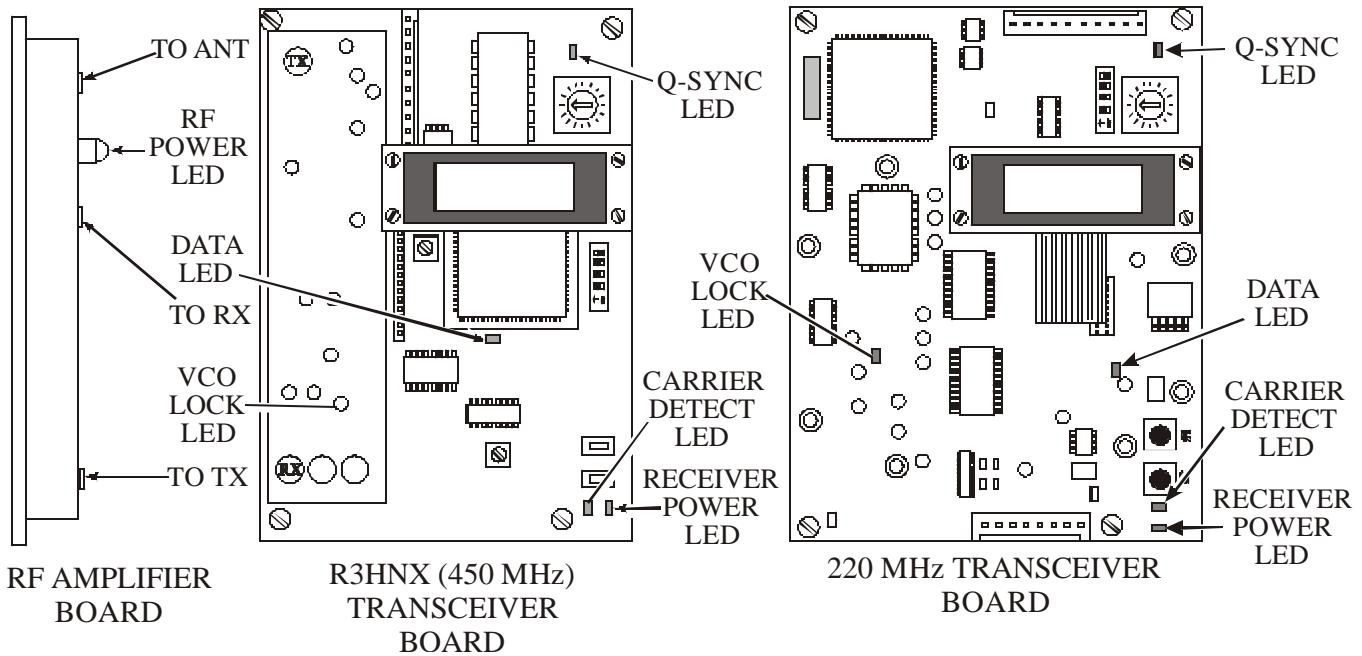 TO ANT
RF
POWER
LED
TO RX
TO TX
RF AMPLIFIER
BOARD
TX
Q-SYNC
LED
DATA
LED
VCO
LOCK
LED
RX
CARRIER
DETECT
LED
RECEIVER
POWER
LED
R3HNX (450 MHz)
TRANSCEIVER
BOARD
Q-SYNC
LED
VCO
LOCK
LED
DATA
LED
CARRIER
DETECT
LED
RECEIVER
POWER
LED
220 MHz TRANSCEIVER
BOARD